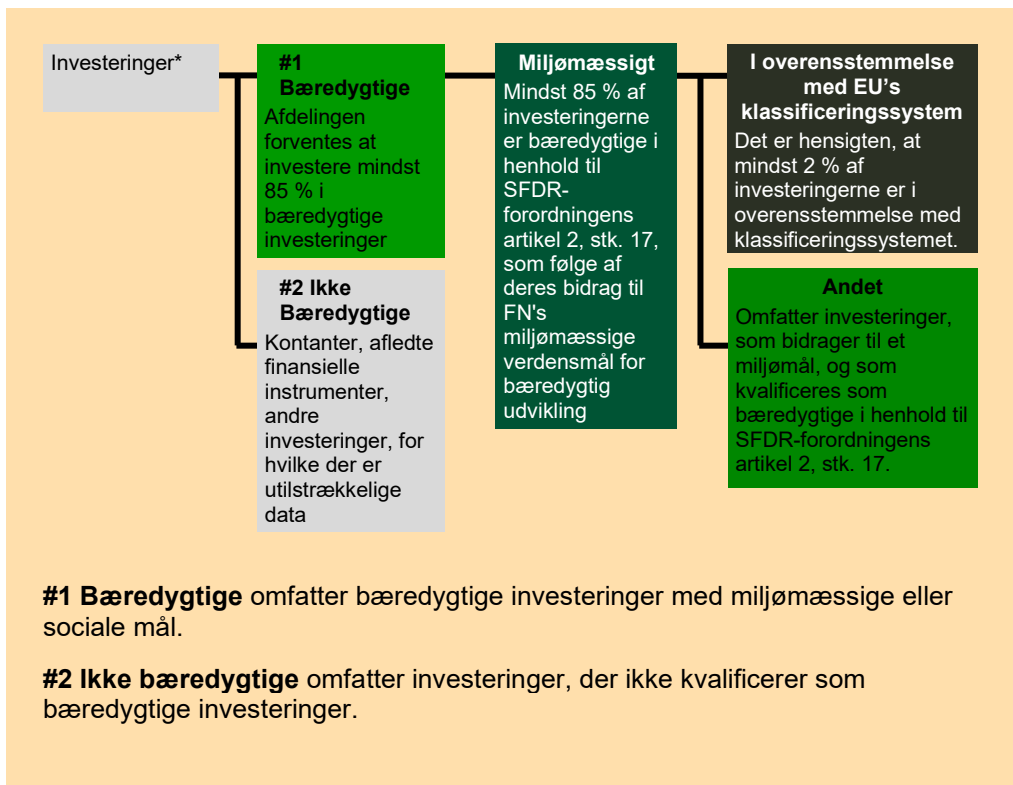 Investeringer*
#1
Bæredygtige
Afdelingen
forventes at
investere mindst
85 % i
bæredygtige
investeringer
#2 Ikke
Bæredygtige
Kontanter, afledte
finansielle
instrumenter,
andre
investeringer, for
hvilke der er
utilstrækkelige
data
Miljømæssigt
Mindst 85 % af
investeringerne
er bæredygtige i
henhold til
SFDR-
forordningens
artikel 2, stk. 17,
som følge af
deres bidrag til
FN's
miljømæssige
verdensmål for
bæredygtig
udvikling
I overensstemmelse
med EU’s
klassificeringssystem
Det er hensigten, at
mindst 2 % af
investeringerne er i
overensstemmelse med
klassificeringssystemet.
Andet
Omfatter investeringer,
som bidrager til et
miljømål, og som
kvalificeres som
bæredygtige i henhold til
SFDR-forordningens
artikel 2, stk. 17.
#1 Bæredygtige omfatter bæredygtige investeringer med miljømæssige eller
sociale mål.
#2 Ikke bæredygtige omfatter investeringer, der ikke kvalificerer som
bæredygtige investeringer.